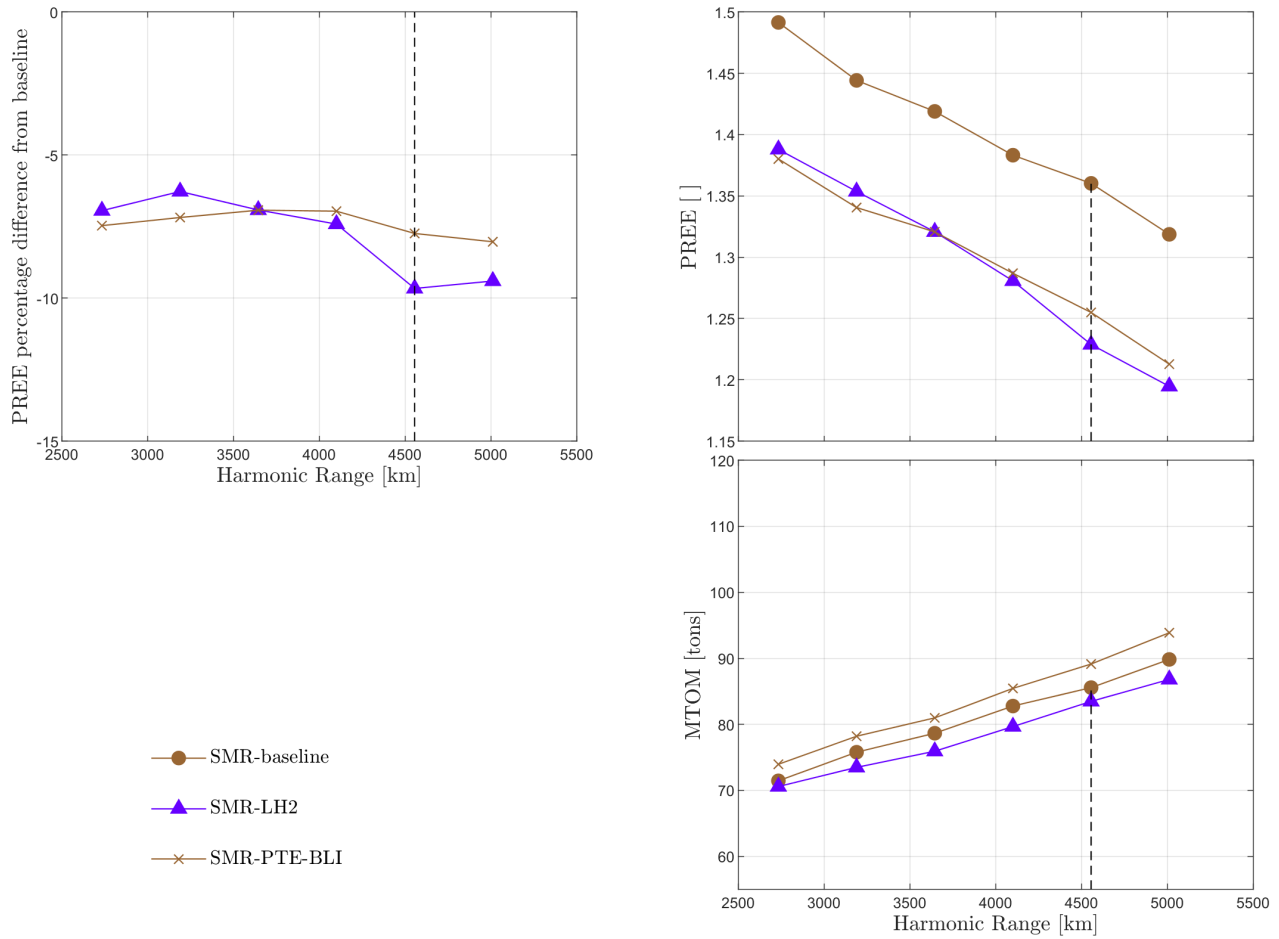 PREE percentage difference from baseline
0
-5
-10
-15
2500 3000 3500 4000 4500 5000 5500
Harmonic Range [km]
PREE [ ]
1.5
1.45
1.4
1.35
1.3
1.25
1.2
1.15
MTOM [tons]
120
110
100
90
80
70
60
2500 3000 3500 4000 4500 5000 5500
Harmonic Range [km]
SMR-baseline
SMR-LH2
SMR-PTE-BLI